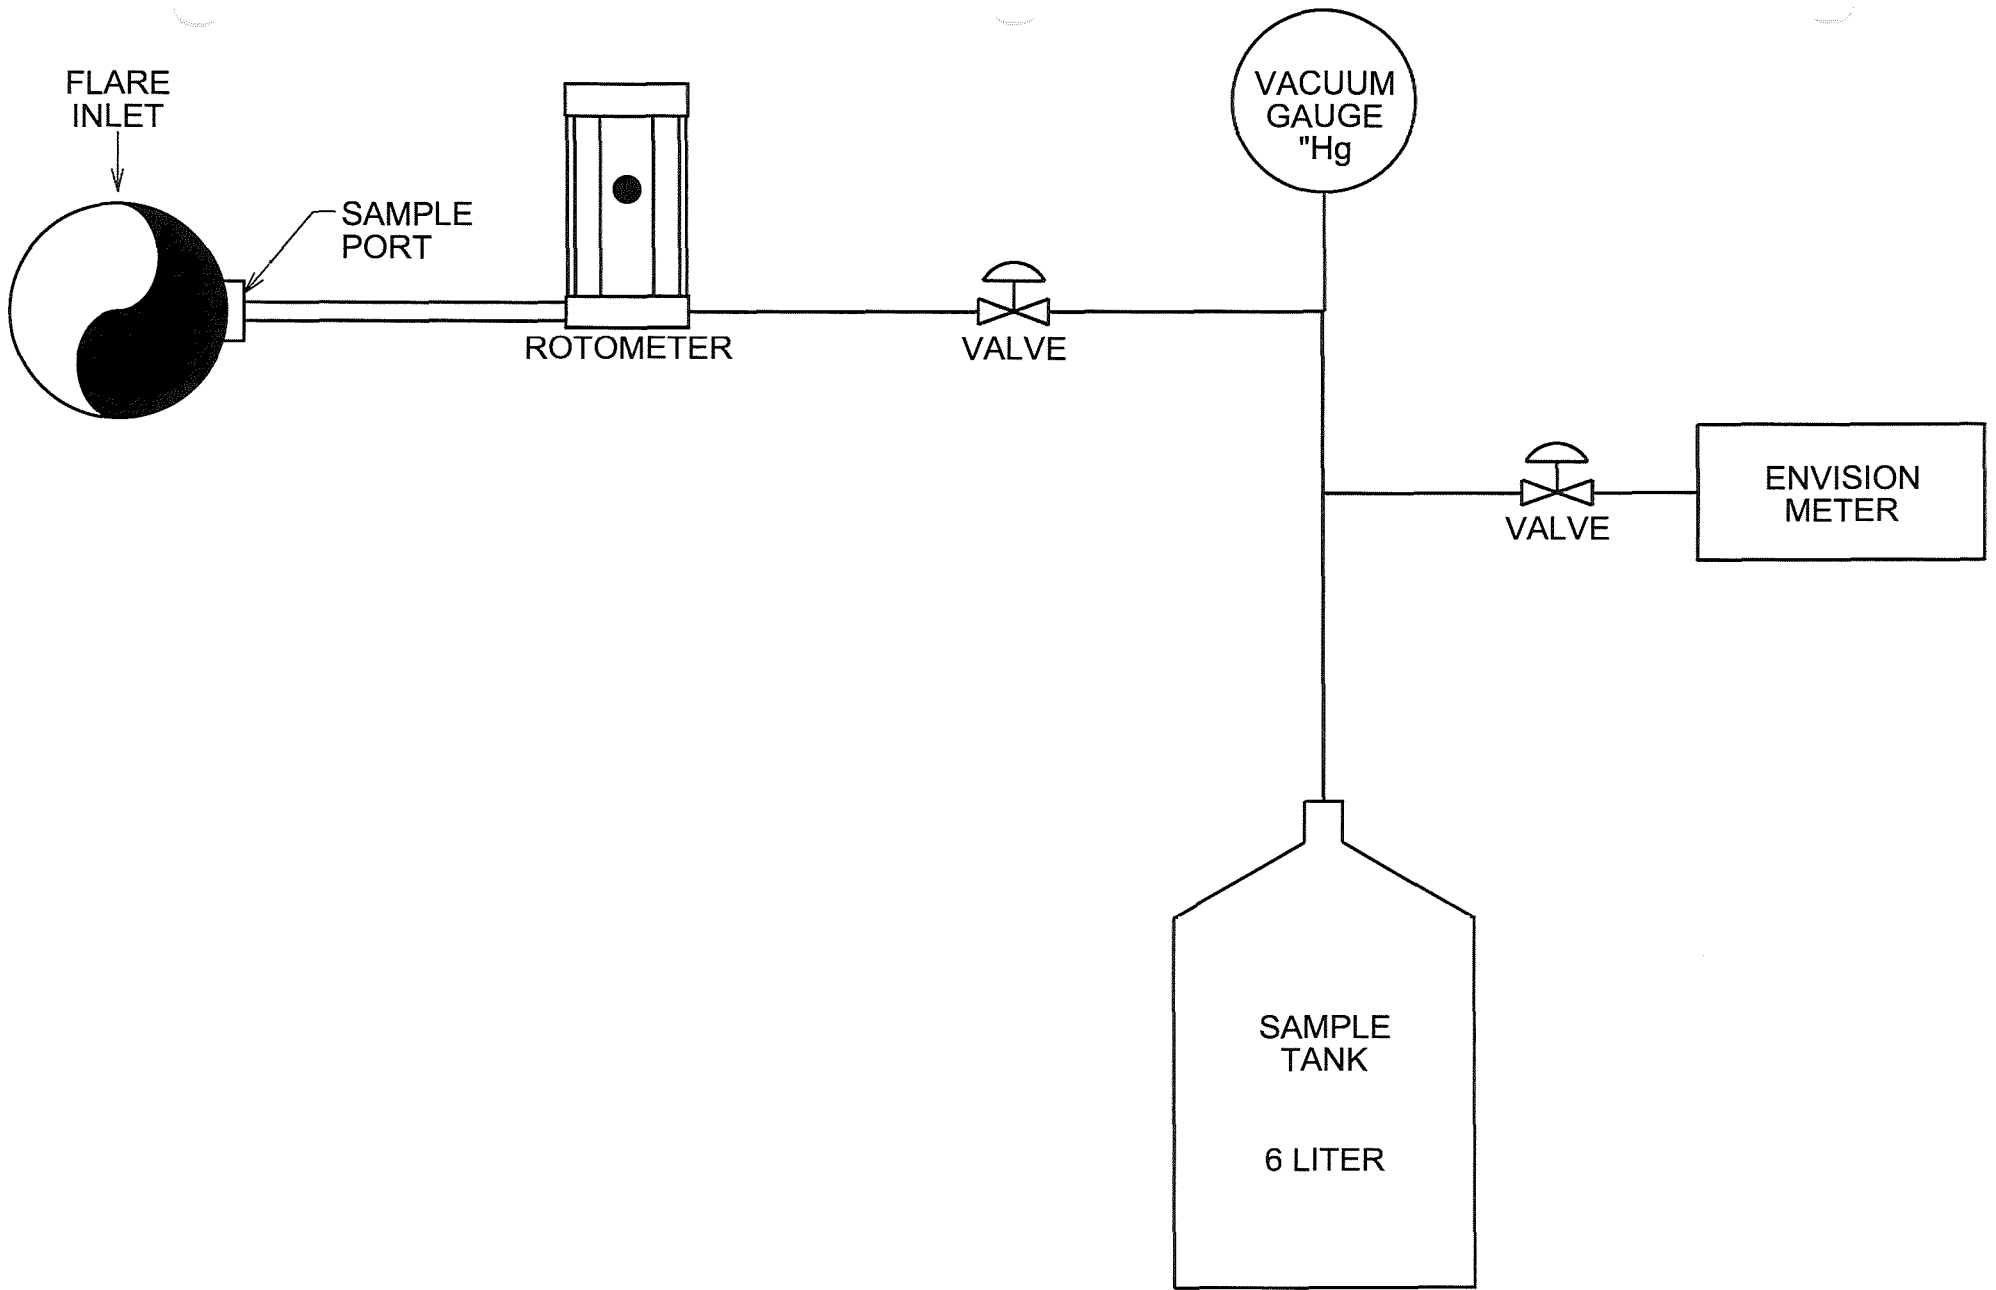 FLARE
INLET
SAMPLE
PORT
ROTOMETER
VALVE
VACUUM
GAUGE
"Hg
VALVE
ENVISION
METER
SAMPLE
TANK
6 LITER